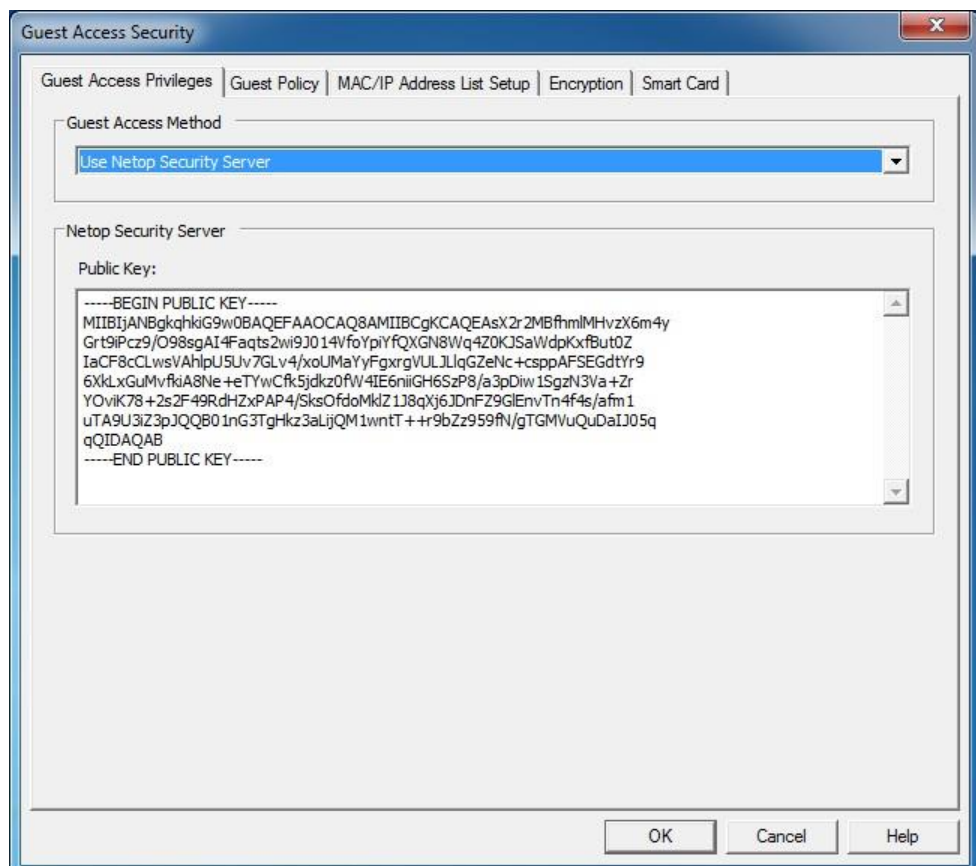 Guest Access Security
Guest Access Privileges Guest Policy MAC/IP Address List Setup Encryption Smart Card
Guest Access Method
Use Netop Security Server
Netop Security Server
Public Key:
-----BEGIN PUBLIC KEY-----
MIIBIjANBgkqhkiG9w0BAQEFAAOCAQ8AMIIBCgKCAQEAsX2r2MBfhmlMHvzX6m4y
Grt9iPcz9/O98sgAI4Faqts2wi9J014VfoYpiYfQXGN8Wq4Z0KJSaWdpKxfBut0Z
IaCF8cCLwsVAhlpU5Uv7GLv4/xoUMaYyFgxrgVULJLlqGZeNc+csppAFSEGdtYr9
6XkLxGuMvfkiA8Ne+eTYwCfk5jdkz0fW4IE6niiGH6SzP8/a3pDiw1SgzN3Va+Zr
YOviK78+2s2F49RdHZxPAP4/SksOfdoMklZ1J8qXj6JDnFZ9GlEnvTn4f4s/afm1
uTA9U3iZ3pJQQB01nG3TgHkz3aLijQM1wntT++r9bZz959fN/gTGMVuQuDaIJ05q
qQIDAQAB
-----END PUBLIC KEY-----
OK Cancel Help